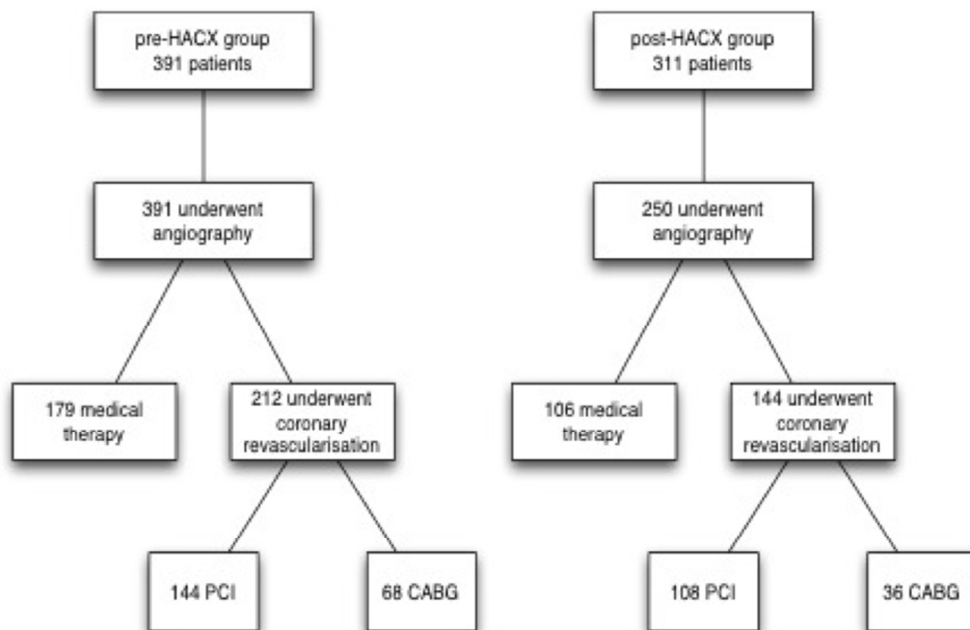 pre-HACX group
391 patients
391 underwent
angiography
179 medical
therapy
212 underwent
coronary
revascularisation
144 PCI
68 CABG
post-HACX group
311 patients
250 underwent
angiography
106 medical
therapy
144 underwent
coronary
revascularisation
108 PCI
36 CABG